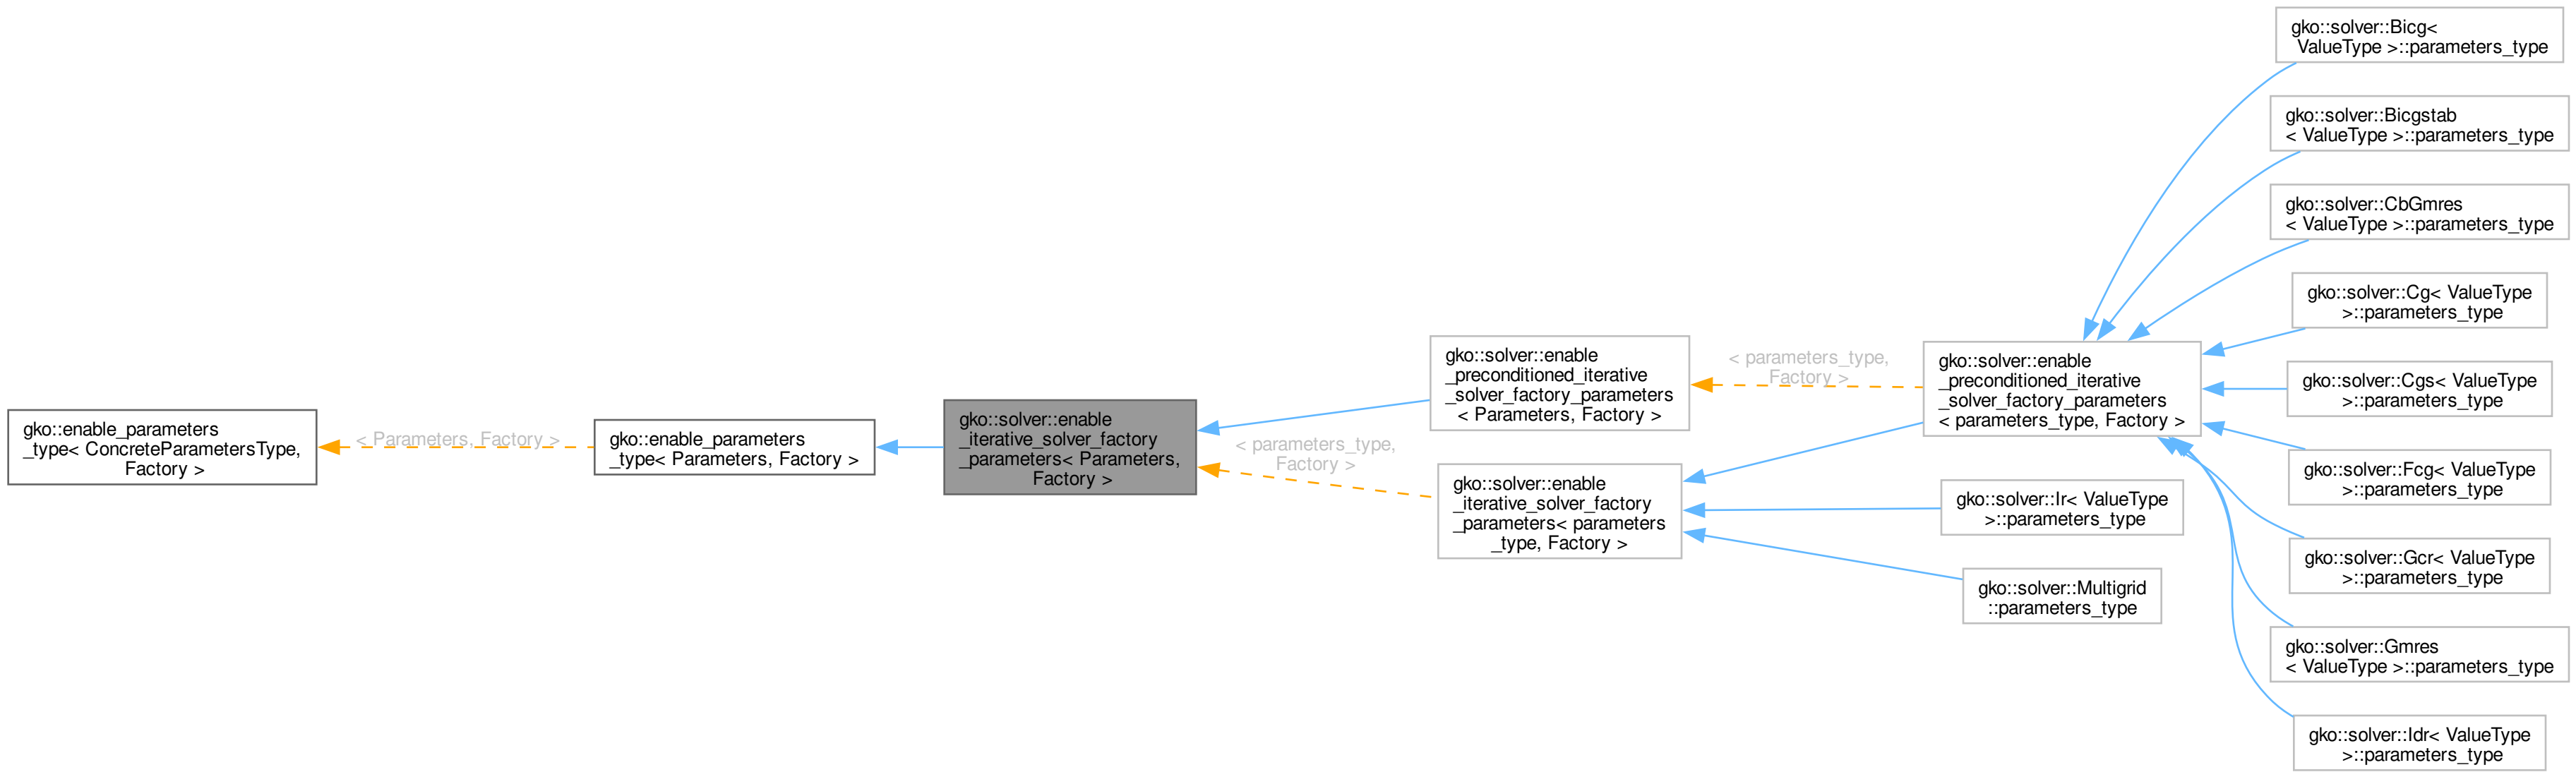 gko::enable_parameters
_type< ConcreteParametersType,
Factory >
< Parameters, Factory >
gko::enable_parameters
_type< Parameters, Factory >
gko::solver::enable
_iterative_solver_factory
_parameters< Parameters,
Factory >
gko::solver::enable
_preconditioned_iterative
_solver_factory_parameters
< Parameters, Factory >
< parameters_type,
Factory >
gko::solver::enable
_iterative_solver_factory
_parameters< parameters
_type, Factory >
< parameters_type,
Factory >
gko::solver::enable
_preconditioned_iterative
_solver_factory_parameters
< parameters_type, Factory >
gko::solver::Ir< ValueType
>::parameters_type
gko::solver::Multigrid
::parameters_type
gko::solver::Bicg<
ValueType >::parameters_type
gko::solver::Bicgstab
< ValueType >::parameters_type
gko::solver::CbGmres
< ValueType >::parameters_type
gko::solver::Cg< ValueType
>::parameters_type
gko::solver::Cgs< ValueType
>::parameters_type
gko::solver::Fcg< ValueType
>::parameters_type
gko::solver::Gcr< ValueType
>::parameters_type
gko::solver::Gmres
< ValueType >::parameters_type
gko::solver::Idr< ValueType
>::parameters_type